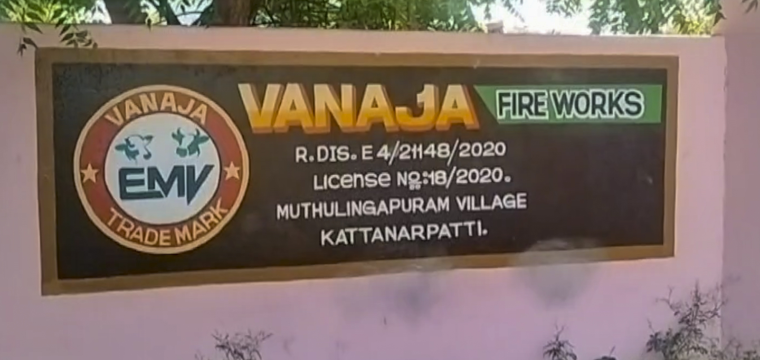 VANAJA
EMV
TRADE MARK
VANAJA FIRE WORKS
R.DIS. E 4/21148/2020
License No:18/2020.
MUTHULINGAPURAM VILLAGE
KATTANARPATTI.